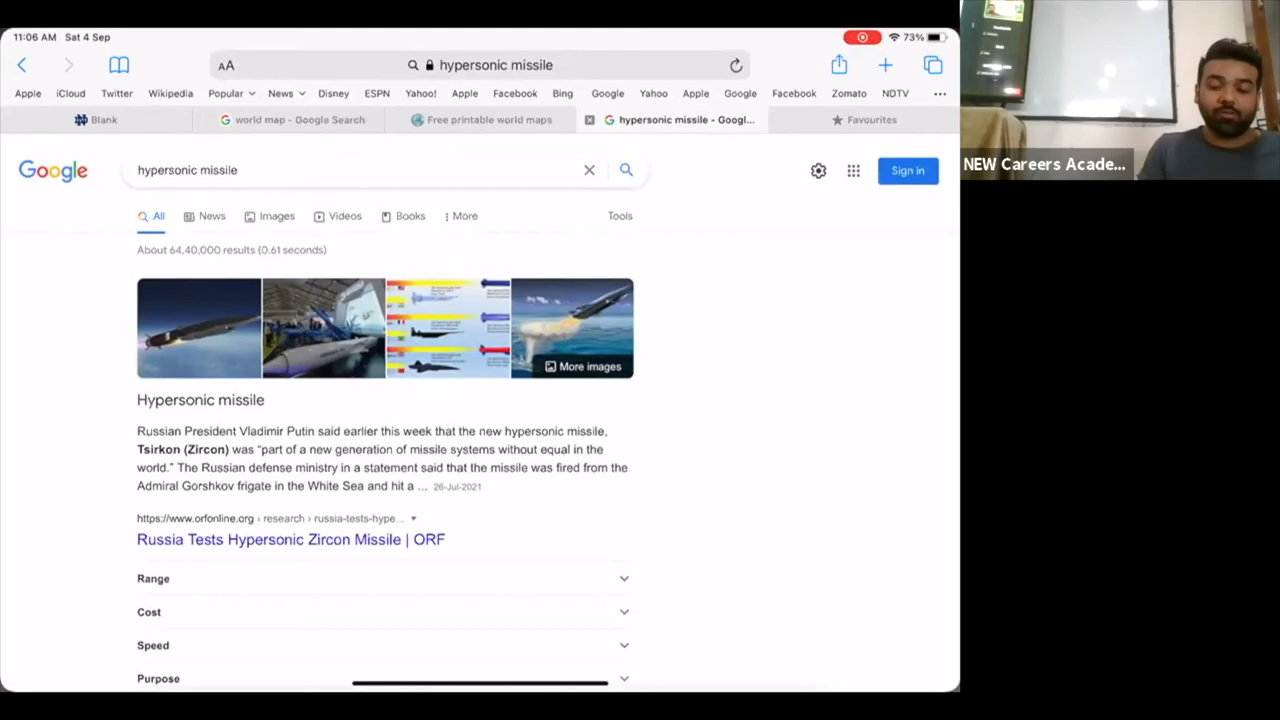 11:06 AM Sat 4 Sep
73%
AA
hypersonic missile
Apple iCloud Twitter Wikipedia Popular News Disney ESPN Yahoo! Apple Facebook Bing Google Yahoo Apple Google Facebook Zomato NDTV
Blank
world map - Google Search
Free printable world maps
hypersonic missile - Googl...
Favourites
NEW Careers Acade...
Google
hypersonic missile
Sign in
All News Images Videos Books More Tools
About 64,40,000 results (0.61 seconds)
More images
Hypersonic missile
Russian President Vladimir Putin said earlier this week that the new hypersonic missile,
Tsirkon (Zircon) was “part of a new generation of missile systems without equal in the
world.” The Russian defense ministry in a statement said that the missile was fired from the
Admiral Gorshkov frigate in the White Sea and hit a ... 26-Jul-2021
https://www.orfonline.org › research › russia-tests-hype...
Russia Tests Hypersonic Zircon Missile | ORF
Range
Cost
Speed
Purpose